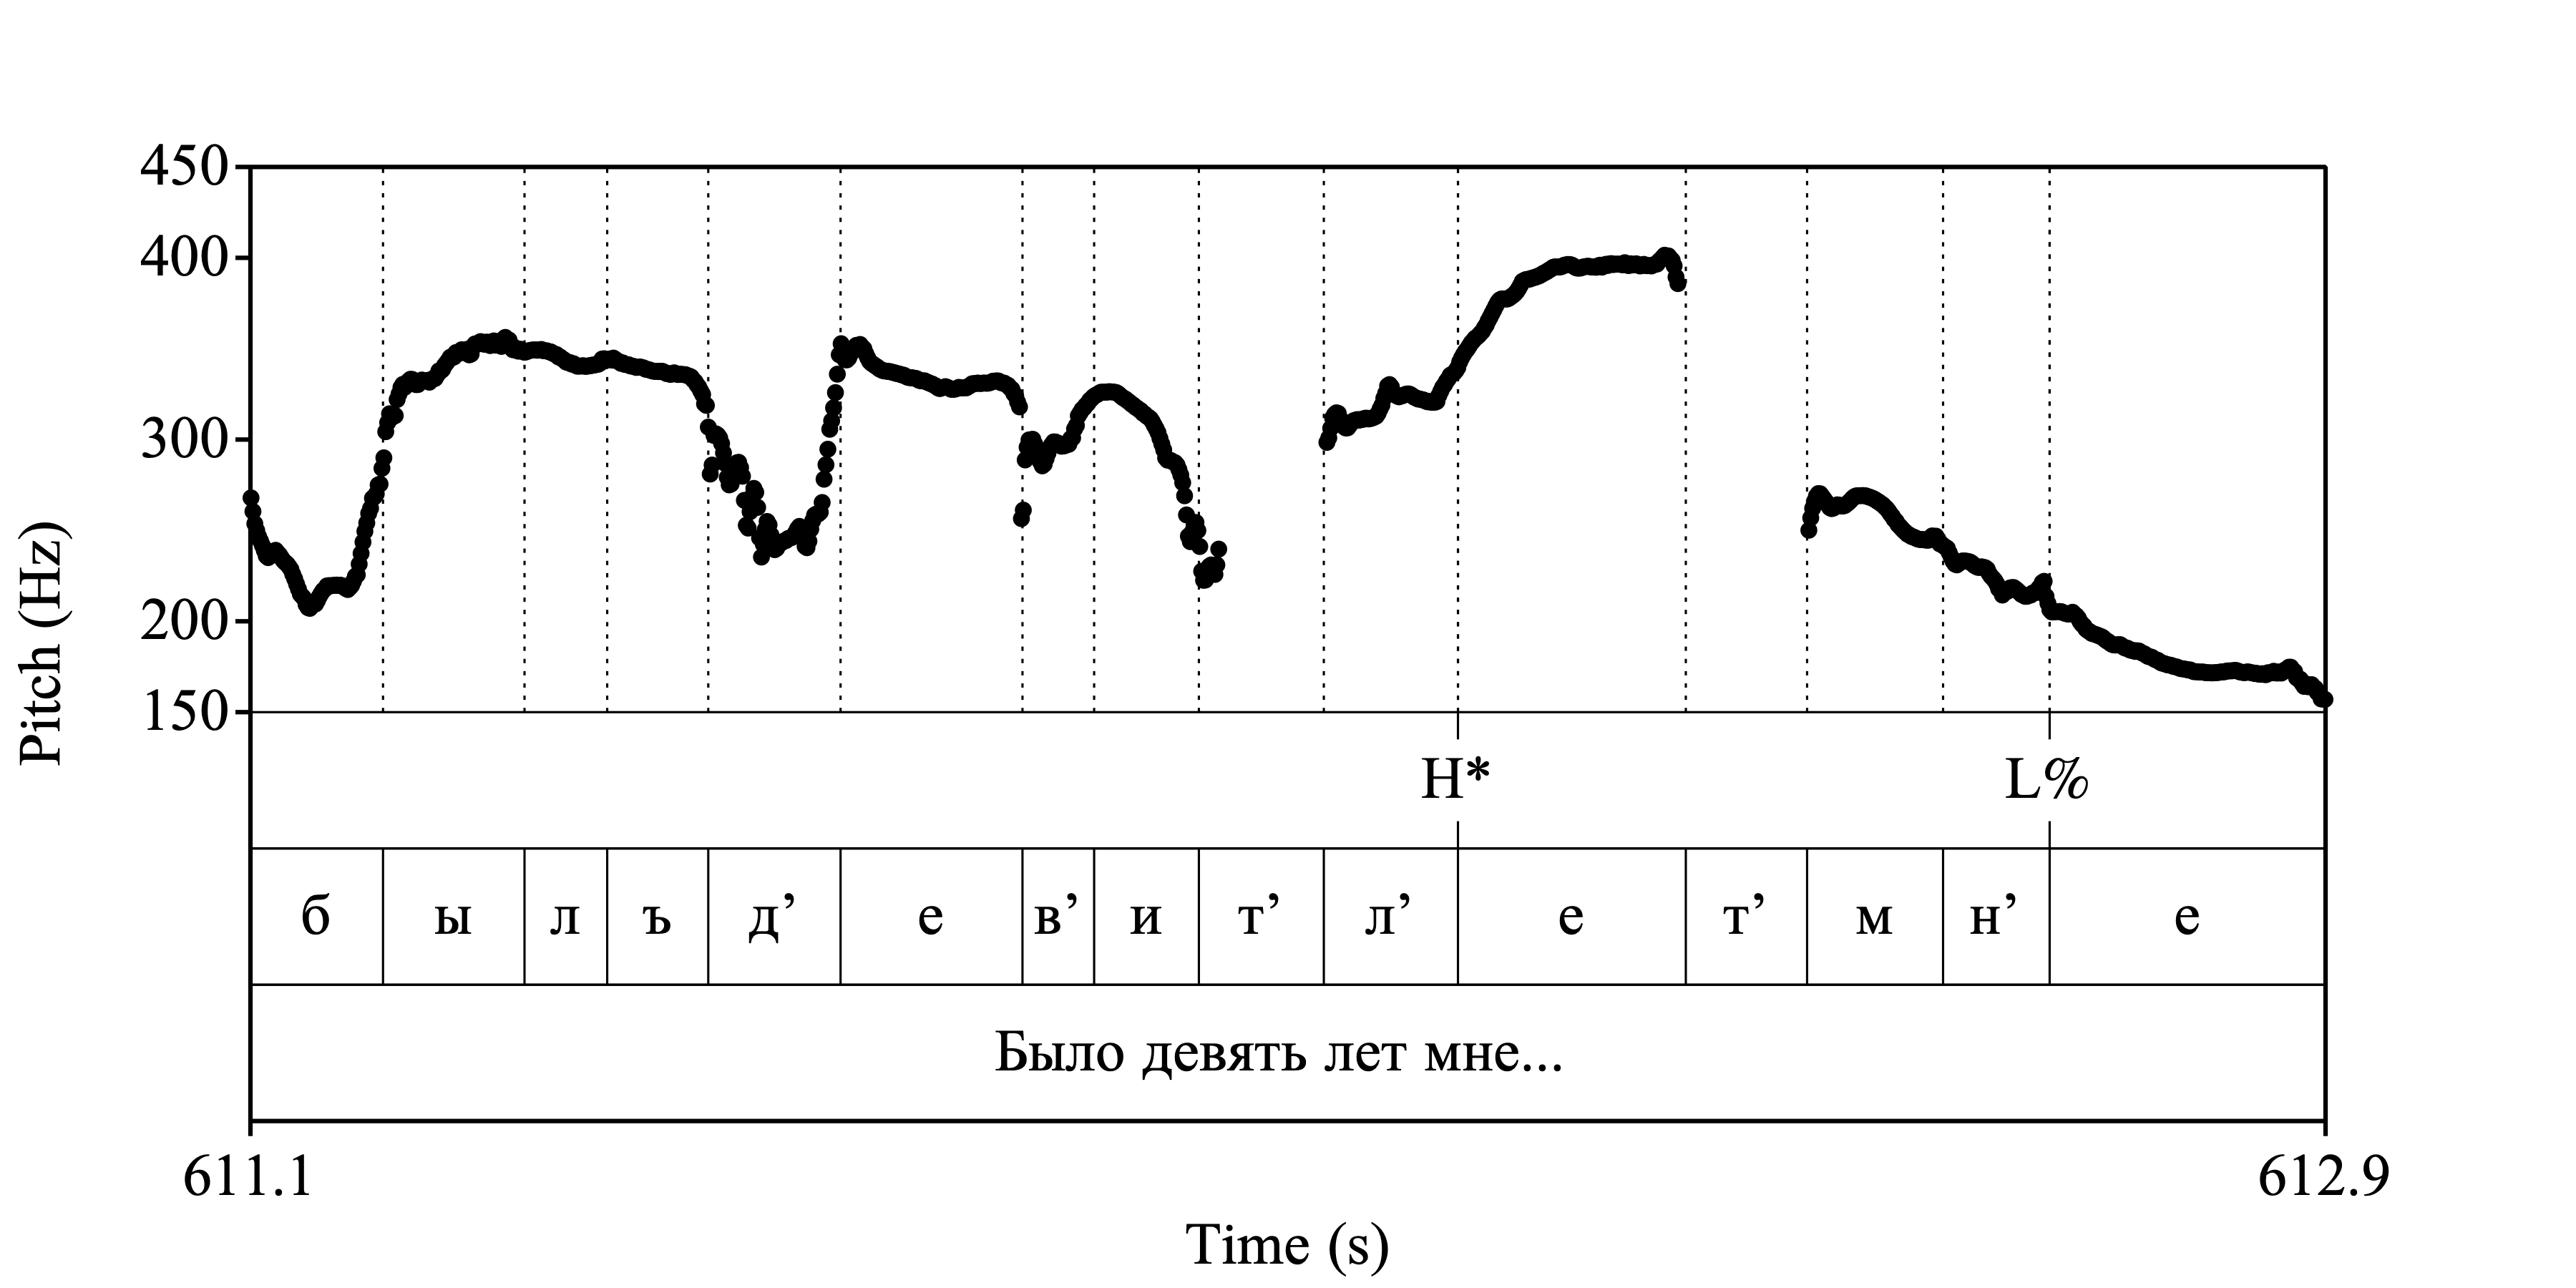 450
400
300
200
150
Pitch (Hz)
H* L%
б ы л ъ д’ е в’ и т’ л’ е т’ м н’ е
Было девять лет мне...
611.1 612.9
Time (s)